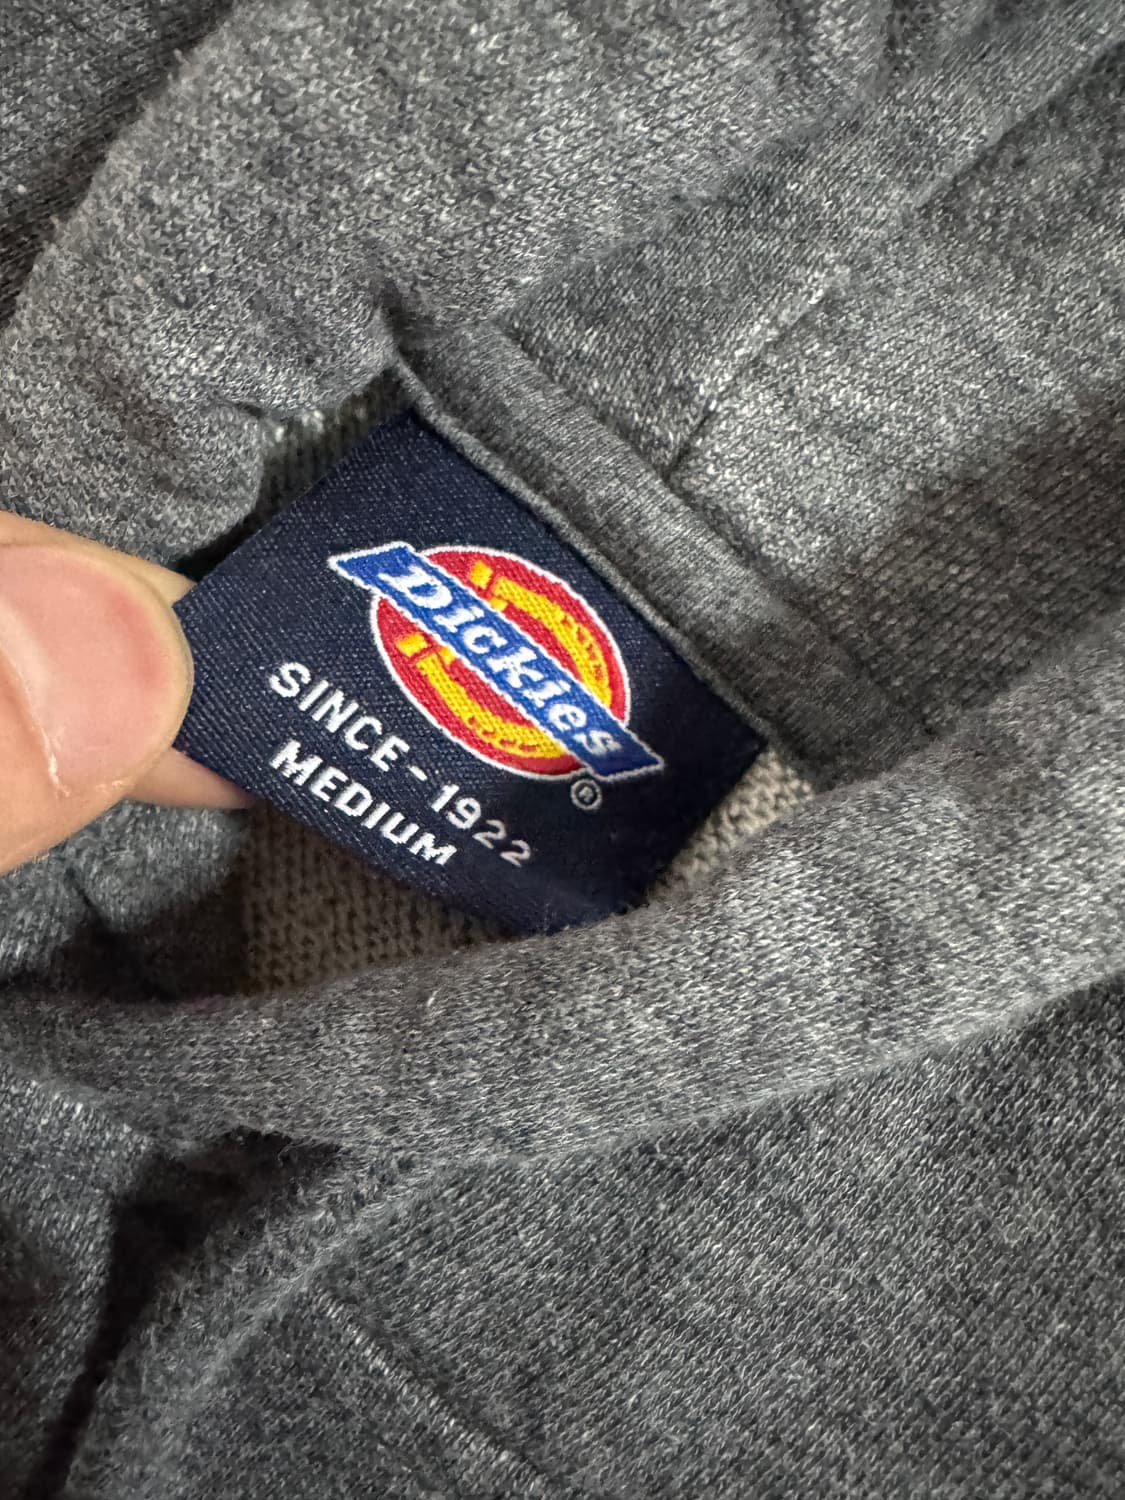 Dickies
®
SINCE - 1922
MEDIUM